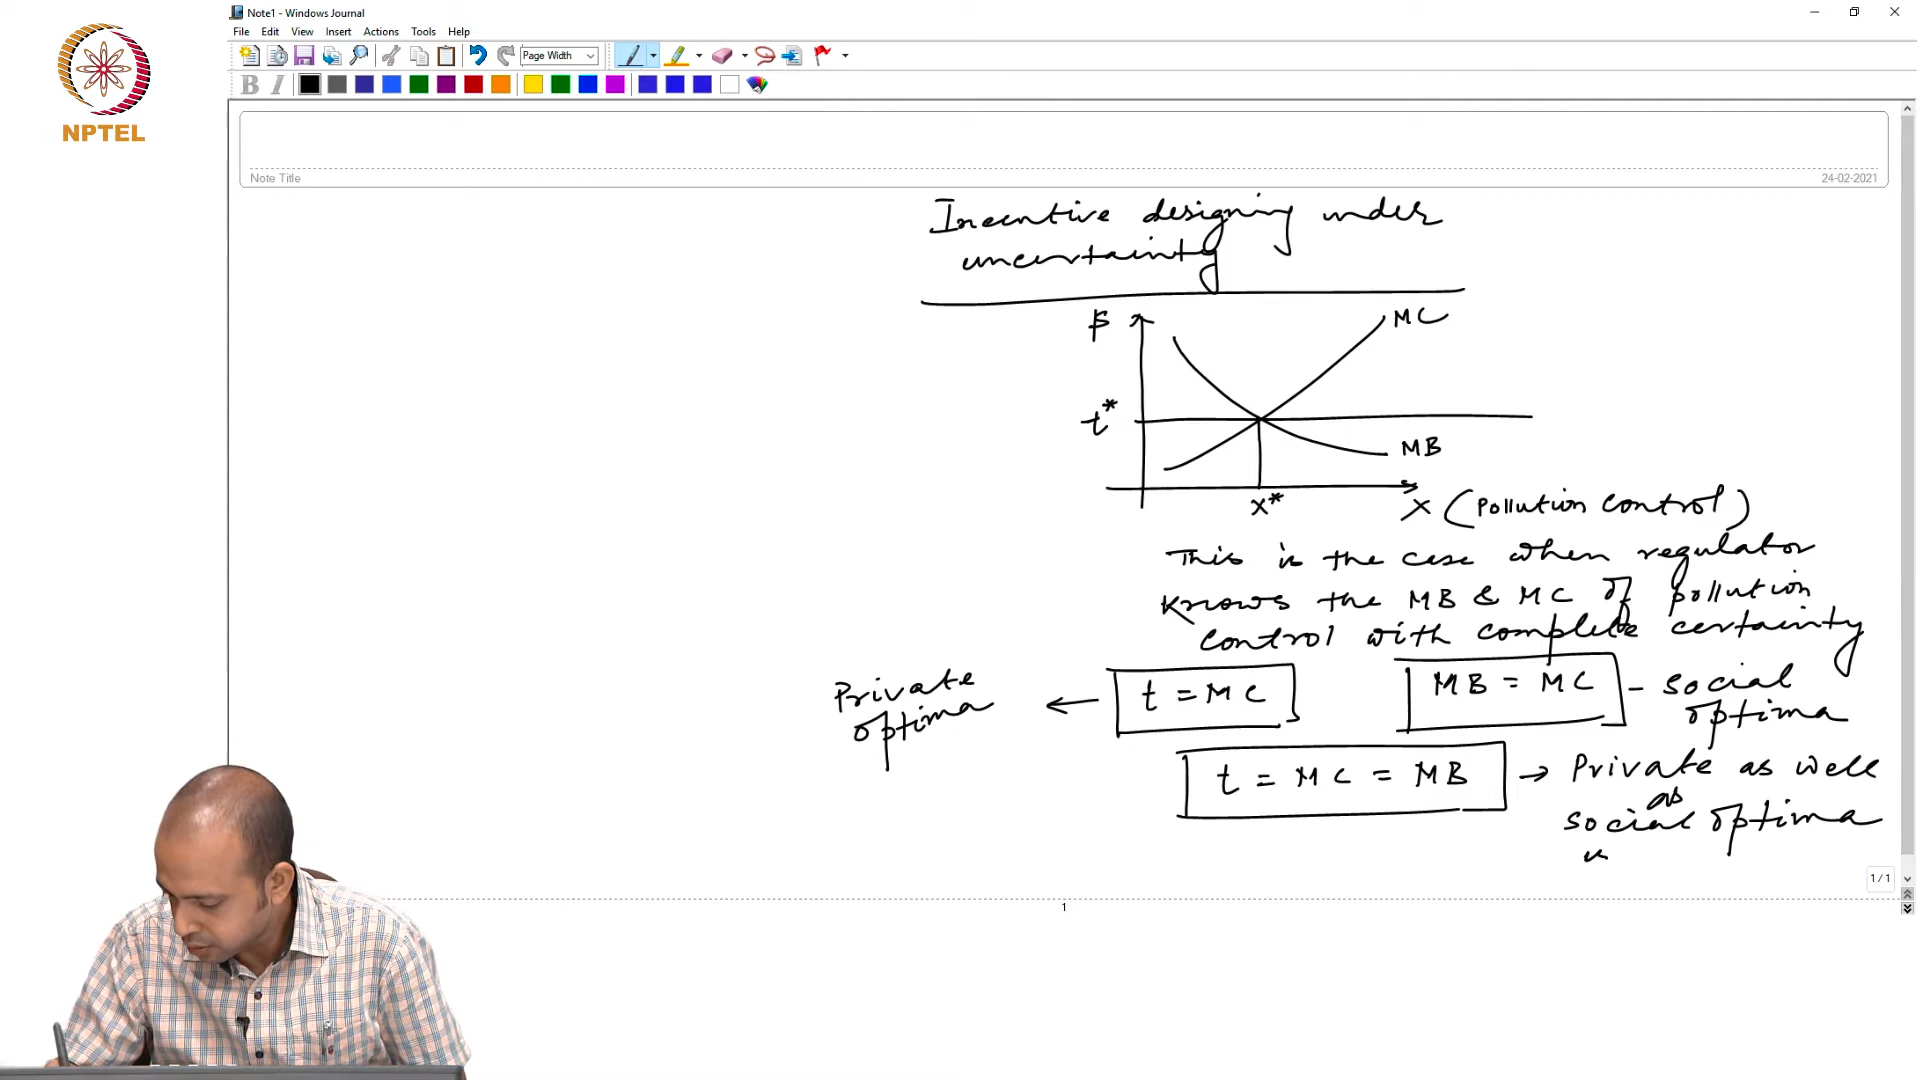 Note1 - Windows Journal
File Edit View Insert Actions Tools Help
Page Width
B I
NPTEL
Note Title
24-02-2021
Incentive designing under
uncertainty
$
MC
t*
MB
x*
X (Pollution control)
This is the case when regulator
knows the MB & MC of pollution
control with complete certainty
Private
optima
← t = MC
MB = MC - social
optima
t = MC = MB → Private as well
as
social optima
1/1
1